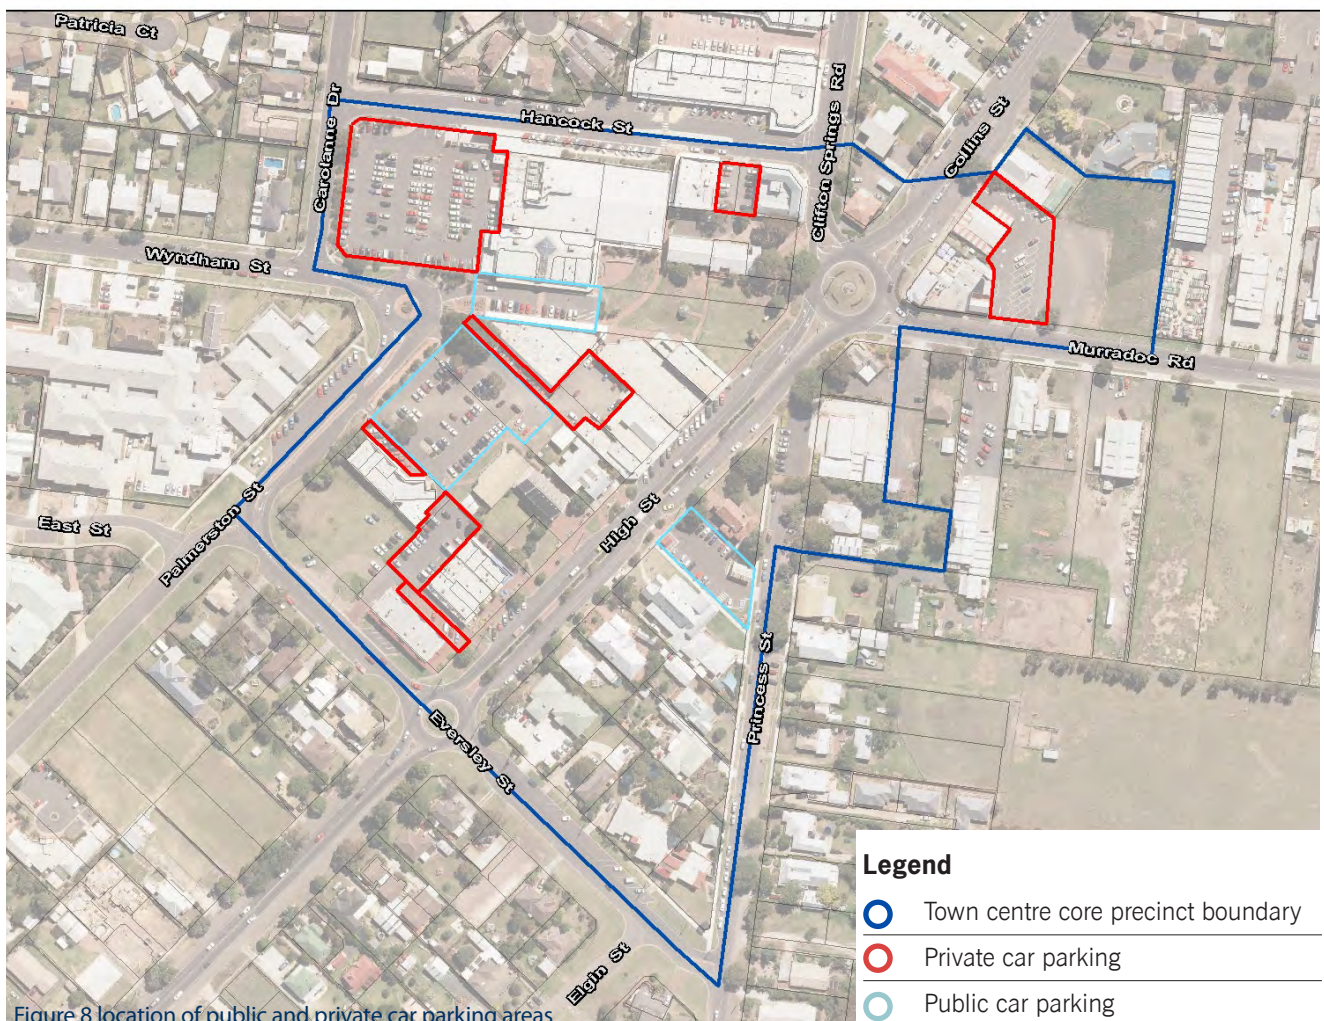 Patricia Ct
Carolanne Dr
Hancock St
Clifton Springs Rd
Collins St
Wyndham St
Murradoc Rd
East St
Palmerston St
High St
Princess St
Eversley St
Elgin St
Legend
Town centre core precinct boundary
Private car parking
Public car parking
Figure 8 location of public and private car parking areas